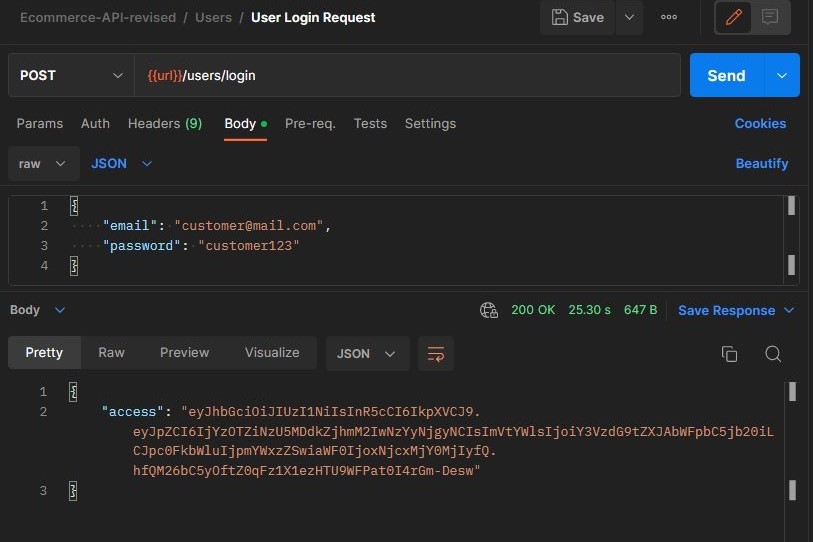 Ecommerce-API-revised / Users / User Login Request
Save
POST
{{url}}/users/login
Send
Params Auth Headers (9) Body Pre-req. Tests Settings Cookies
raw JSON Beautify
1 {
2 "email": "customer@mail.com",
3 "password": "customer123"
4 }
Body 200 OK 25.30 s 647 B Save Response
Pretty Raw Preview Visualize JSON
1 {
2 "access": "eyJhbGciOiJIUzI1NiIsInR5cCI6IkpXVCJ9.
eyJpZCI6IjYzOTZiNzU5MDdkZjhmM2IwNzYyNjgyNCIsImVtYWlsIjoiY3VzdG9tZXJAbWFpbC5jb20iL
CJpc0FkbWluIjpmYWxzZSwiaWF0IjoxNjcxMjY0MjIyfQ.
hfQM26bC5yOftZ0qFz1X1ezHTU9WFPat0I4rGm-Desw"
3 }